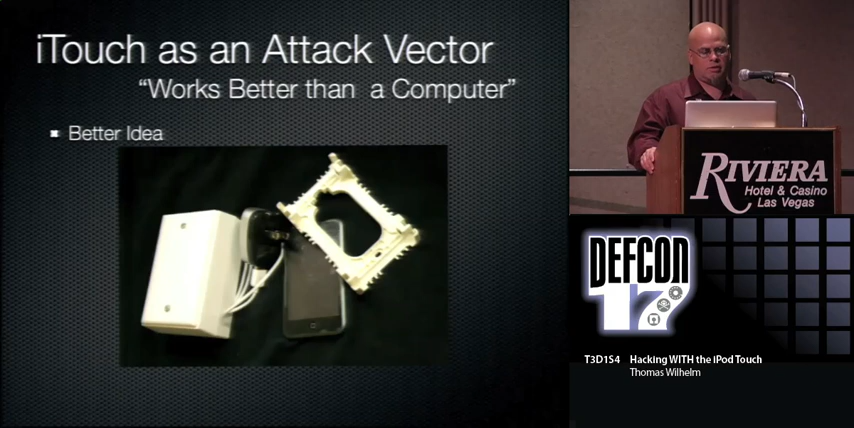 iTouch as an Attack Vector
“Works Better than a Computer”
Better Idea
RIVIERA
Hotel & Casino
Las Vegas
DEFCON
17
T3D1S4 Hacking WITH the iPod Touch
Thomas Wilhelm